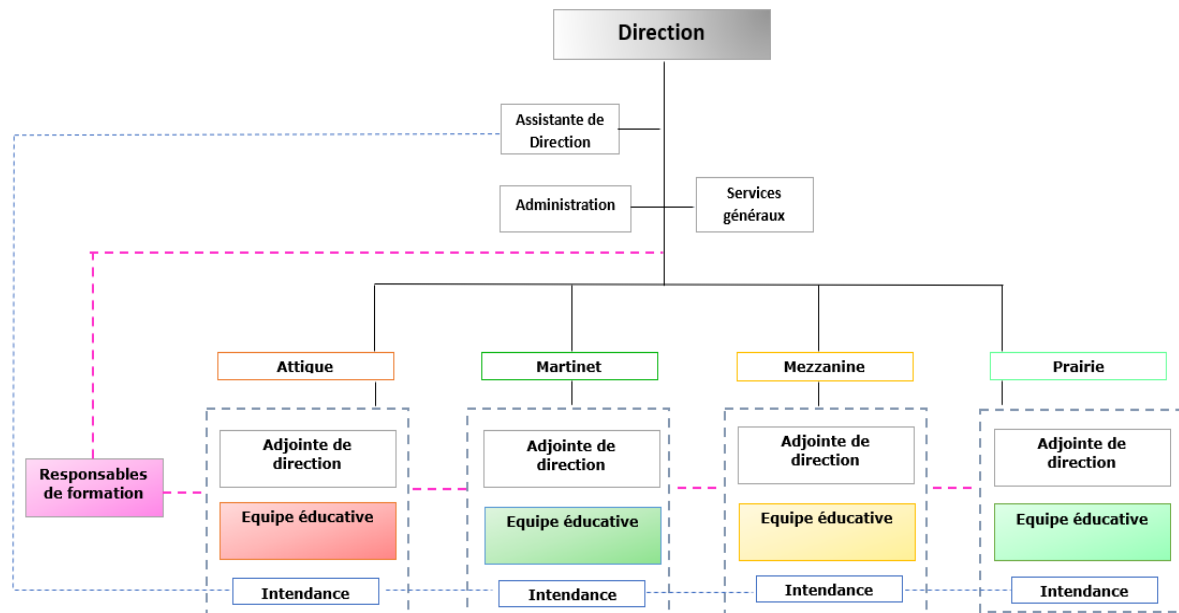 Direction
Assistante de
Direction
Administration
Services
généraux
Attique
Martinet
Mezzanine
Prairie
Adjointe de
direction
Adjointe de
direction
Adjointe de
direction
Adjointe de
direction
Responsables
de formation
Equipe éducative
Equipe éducative
Equipe éducative
Equipe éducative
Intendance
Intendance
Intendance
Intendance